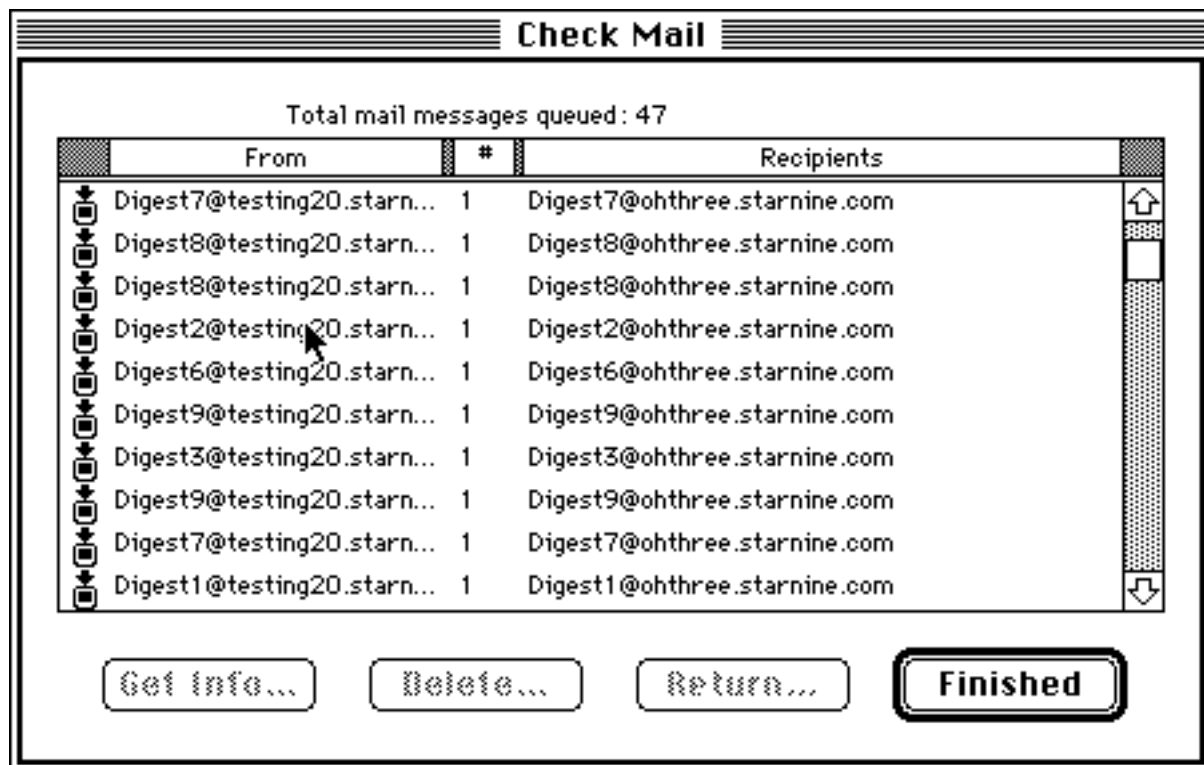 Check Mail
Total mail messages queued: 47
From # Recipients
Digest7@testing20.starn... 1 Digest7@ohthree.starnine.com
Digest8@testing20.starn... 1 Digest8@ohthree.starnine.com
Digest8@testing20.starn... 1 Digest8@ohthree.starnine.com
Digest2@testing20.starn... 1 Digest2@ohthree.starnine.com
Digest6@testing20.starn... 1 Digest6@ohthree.starnine.com
Digest9@testing20.starn... 1 Digest9@ohthree.starnine.com
Digest3@testing20.starn... 1 Digest3@ohthree.starnine.com
Digest9@testing20.starn... 1 Digest9@ohthree.starnine.com
Digest7@testing20.starn... 1 Digest7@ohthree.starnine.com
Digest1@testing20.starn... 1 Digest1@ohthree.starnine.com
Get Info... Delete... Return... Finished